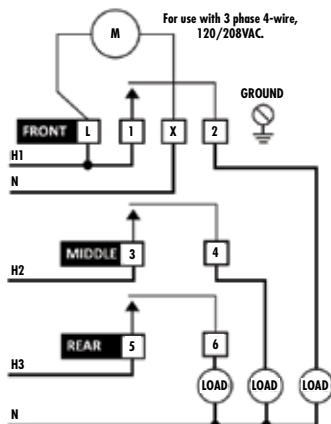 For use with 3 phase 4-wire,
120/208VAC.
M
GROUND
FRONT L 1 X 2
H1
N
MIDDLE 3 4
H2
REAR 5 6
H3
LOAD LOAD LOAD
N